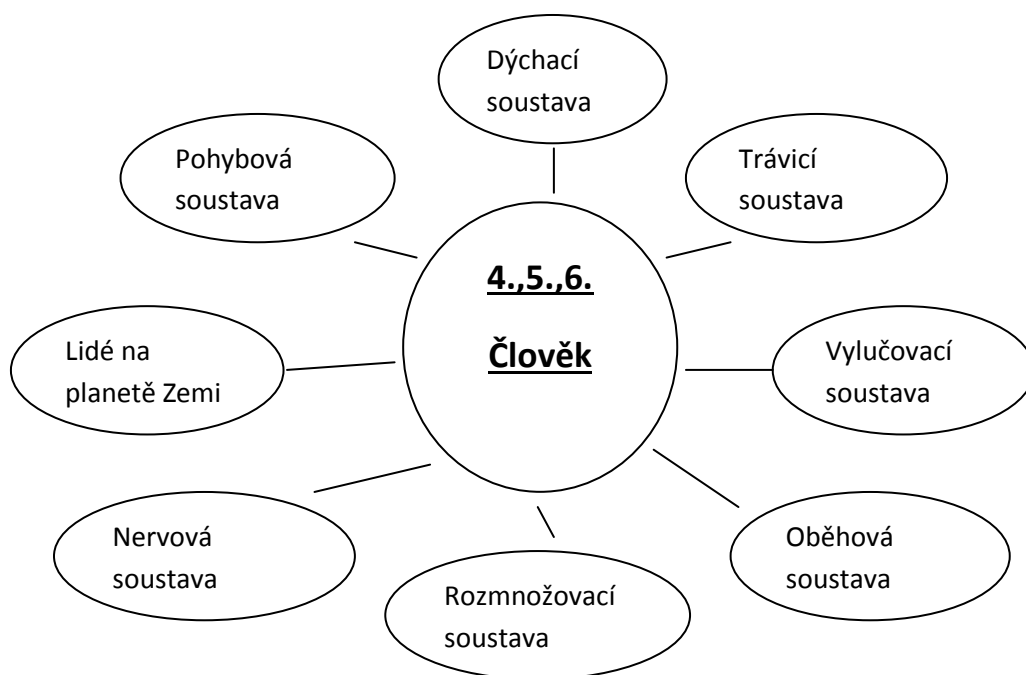 Dýchací
soustava
Pohybová
soustava
Trávicí
soustava
4.,5.,6.
Člověk
Lidé na
planetě Zemi
Vylučovací
soustava
Nervová
soustava
Oběhová
soustava
Rozmnožovací
soustava